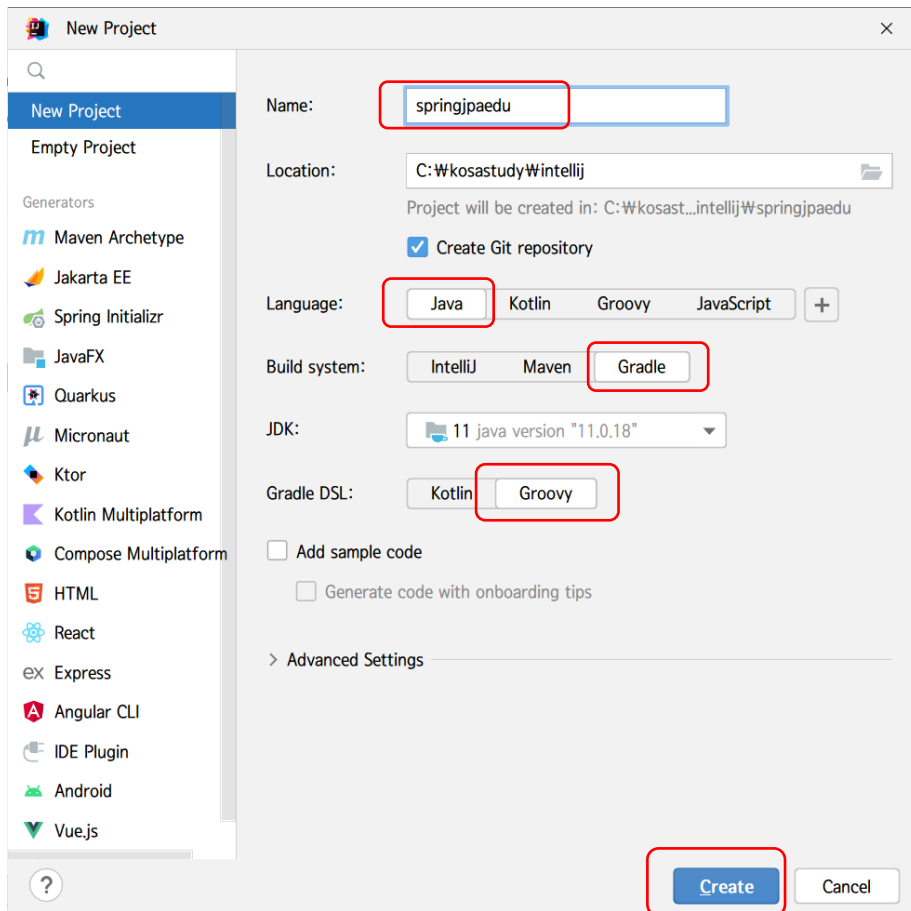 New Project
New Project
Empty Project
Generators
Maven Archetype
Jakarta EE
Spring Initializr
JavaFX
Quarkus
Micronaut
Ktor
Kotlin Multiplatform
Compose Multiplatform
HTML
React
ex Express
Angular CLI
IDE Plugin
Android
Vue.js
?
Name: springjpaedu
Location: C:₩kosastudy₩intellij
Project will be created in: C:₩kosast...intellij₩springjpaedu
Create Git repository
Language: Java Kotlin Groovy JavaScript +
Build system: IntelliJ Maven Gradle
JDK: 11 java version "11.0.18"
Gradle DSL: Kotlin Groovy
Add sample code
Generate code with onboarding tips
> Advanced Settings
Create Cancel